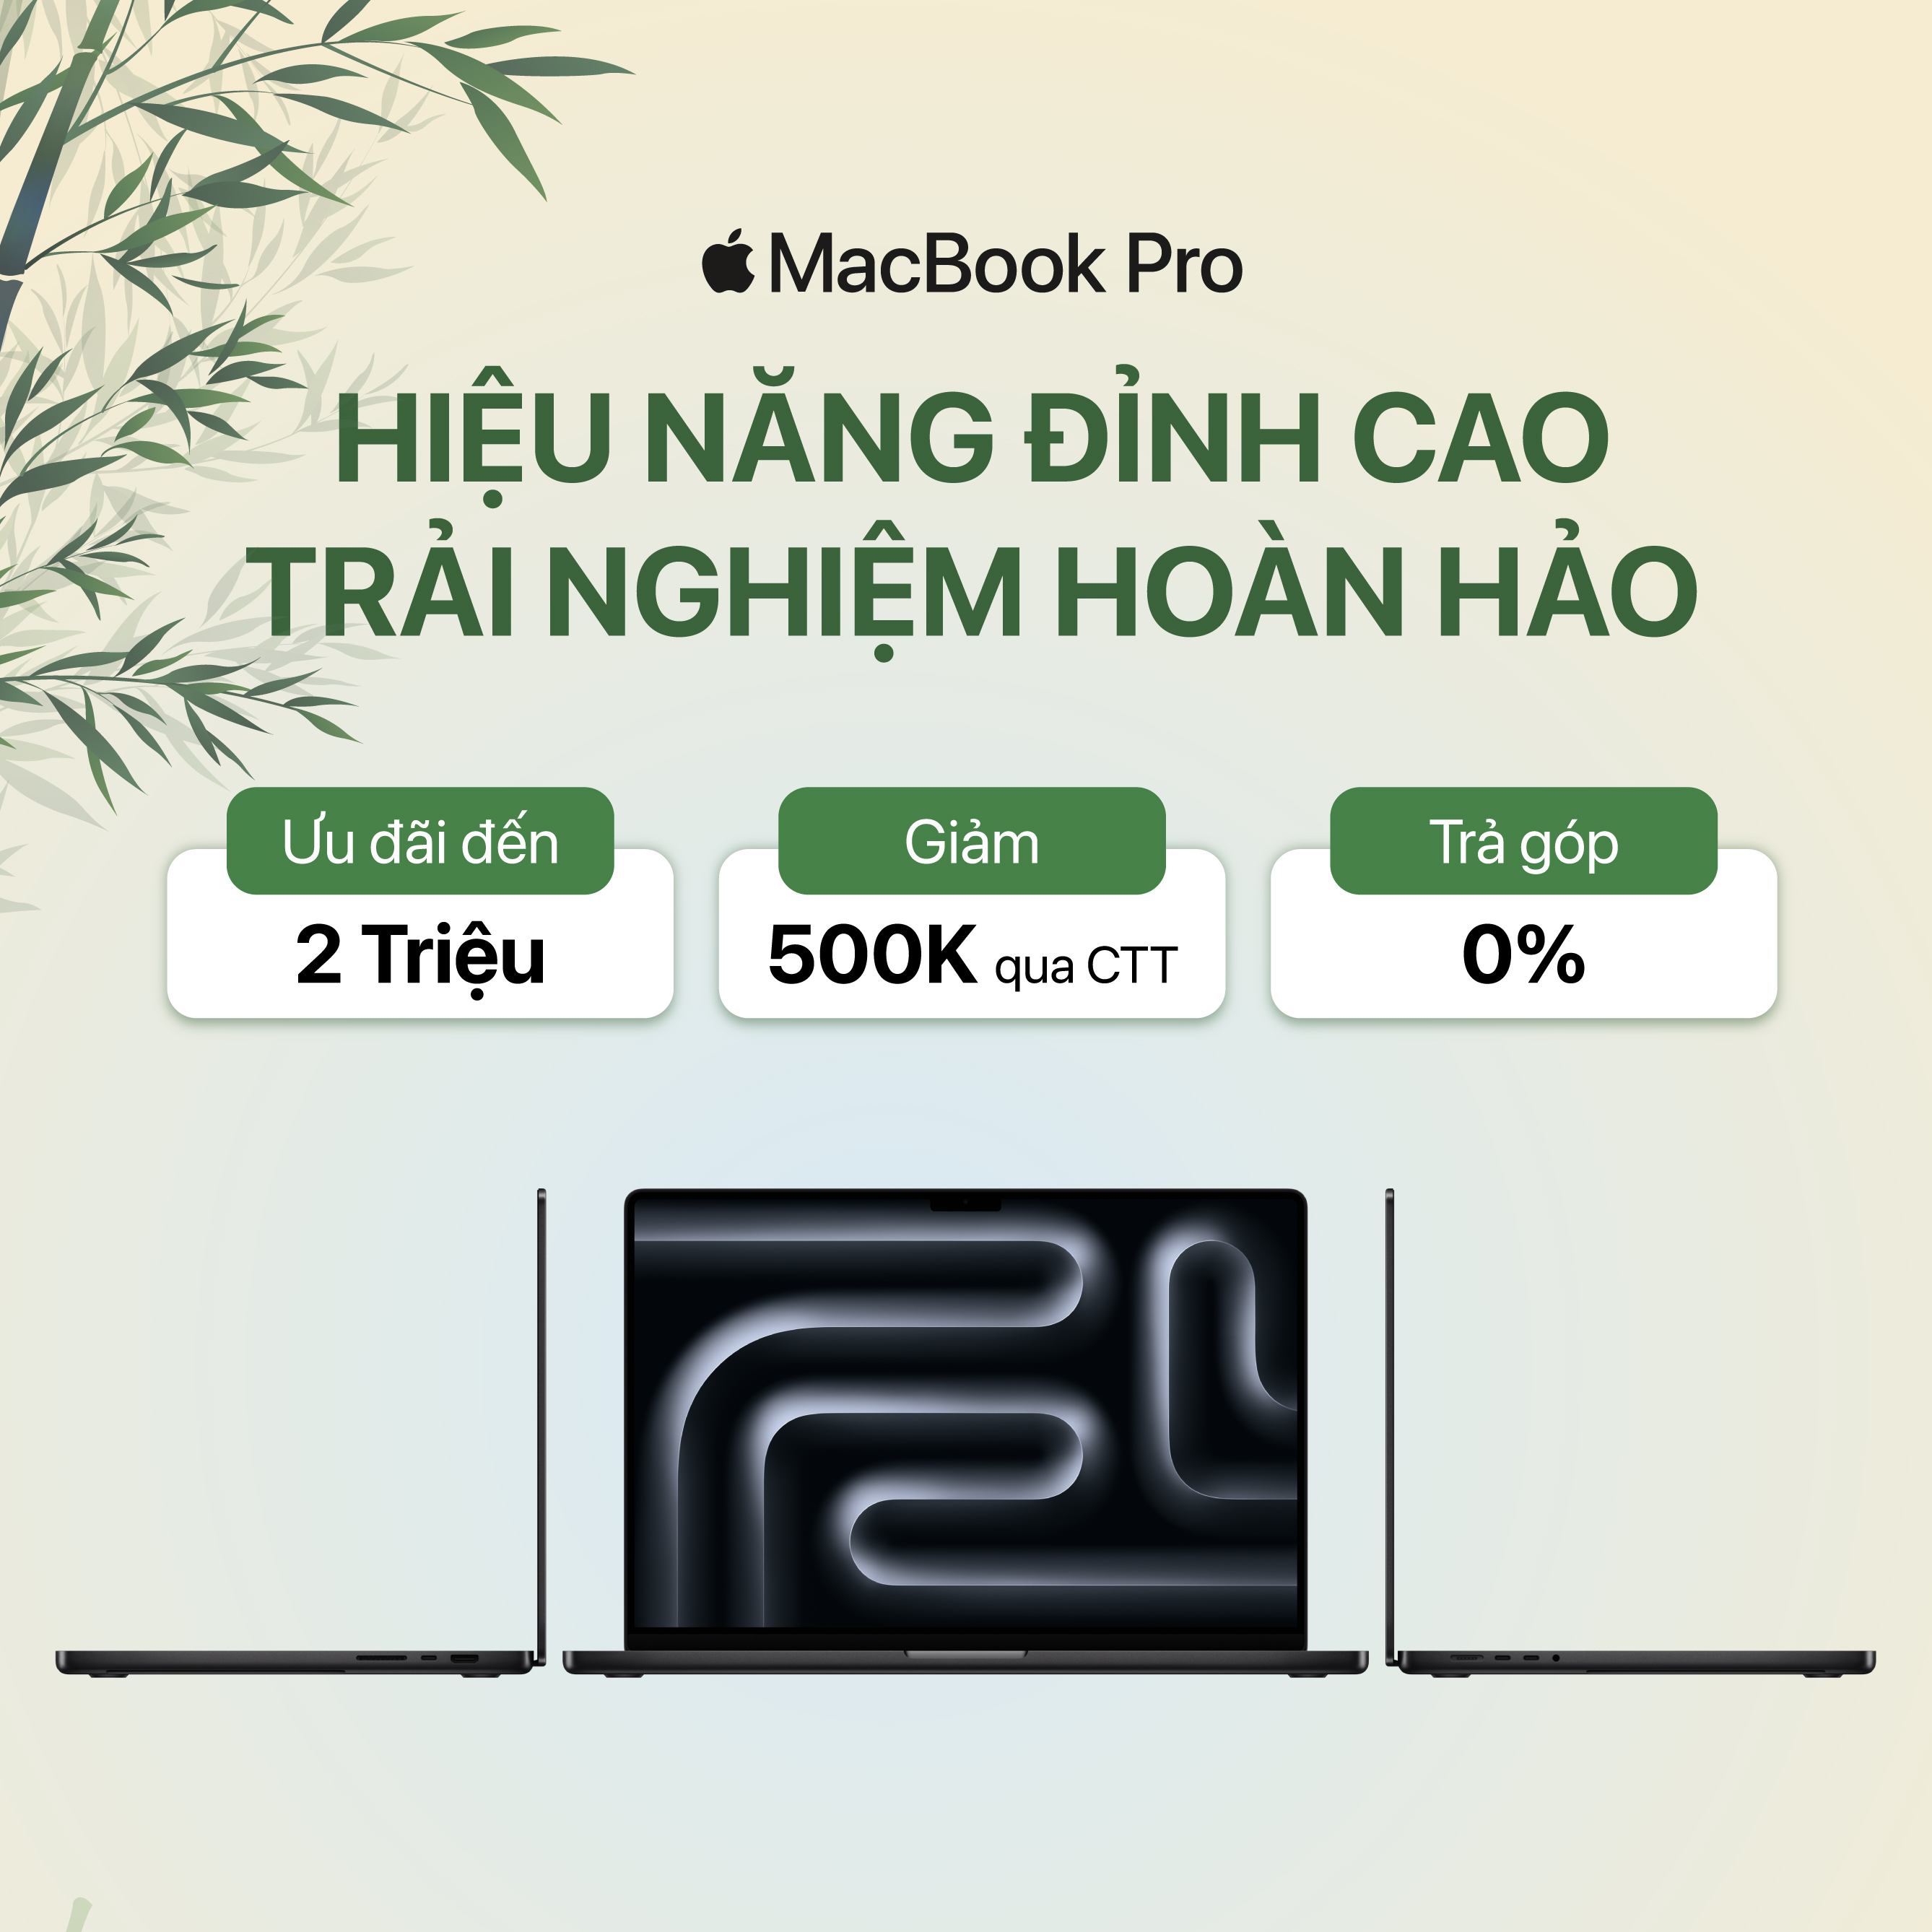 MacBook Pro
HIỆU NĂNG ĐỈNH CAO
TRẢI NGHIỆM HOÀN HẢO
Ưu đãi đến
2 Triệu
Giảm
500K qua CTT
Trả góp
0%